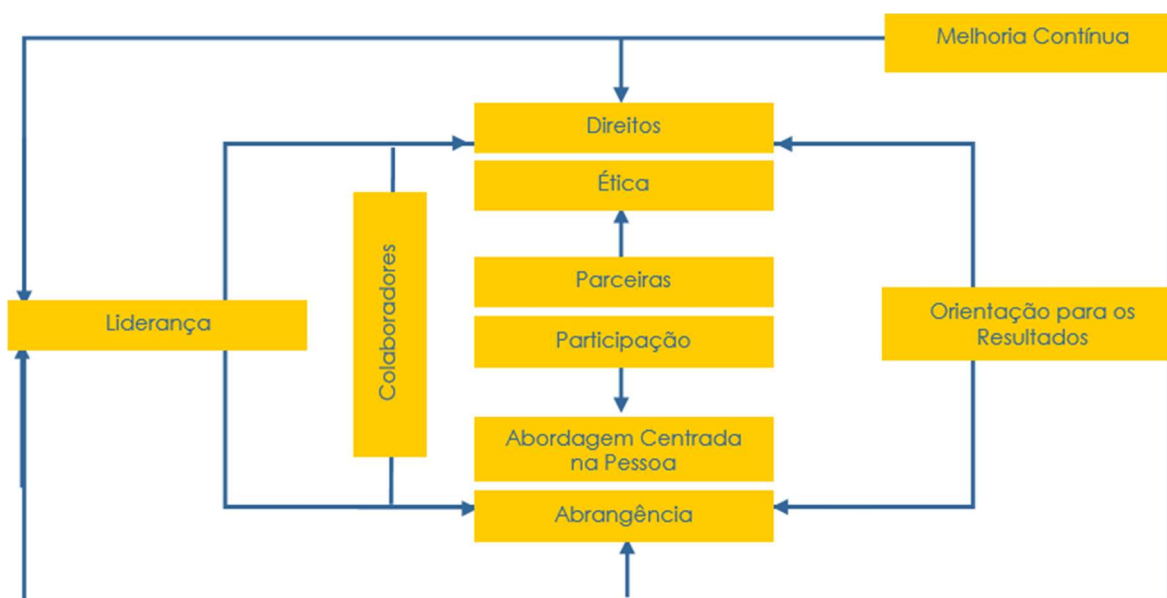 Melhoria Contínua
Direitos
Ética
Colaboradores
Parceiras
Liderança
Participação
Orientação para os
Resultados
Abordagem Centrada
na Pessoa
Abrangência